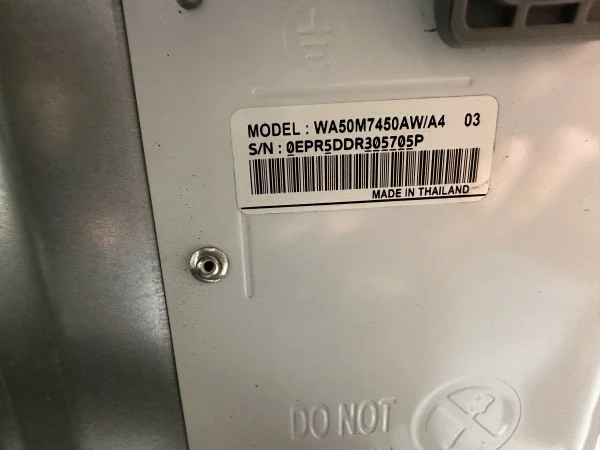 MODEL : WA50M7450AW/A4 03
S/N : 0EPR5DDR305705P
MADE IN THAILAND
DO NOT